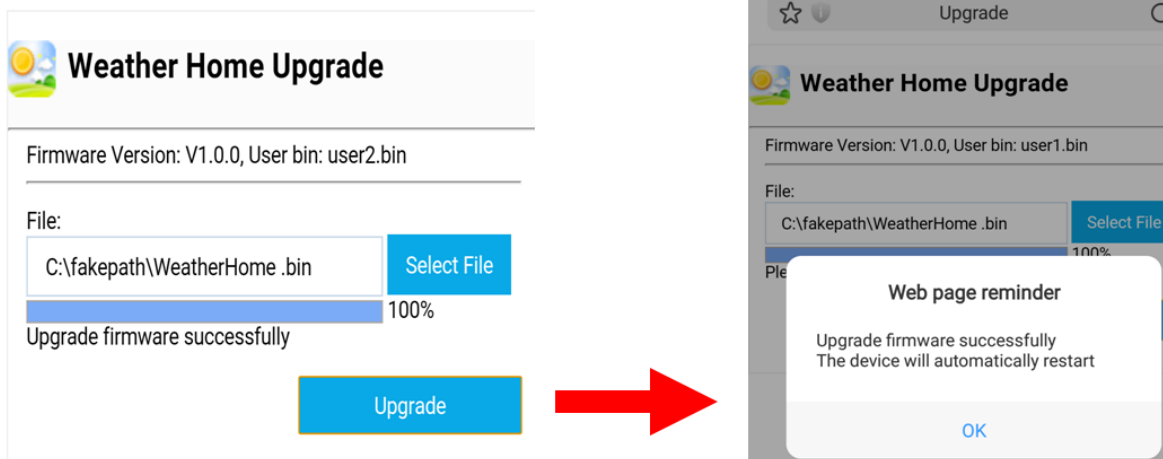 Weather Home Upgrade
Firmware Version: V1.0.0, User bin: user2.bin
File:
C:\fakepath\WeatherHome .bin
Select File
100%
Upgrade firmware successfully
Upgrade
Upgrade
Weather Home Upgrade
Firmware Version: V1.0.0, User bin: user1.bin
File:
C:\fakepath\WeatherHome .bin
Select File
100%
Web page reminder
Upgrade firmware successfully
The device will automatically restart
OK